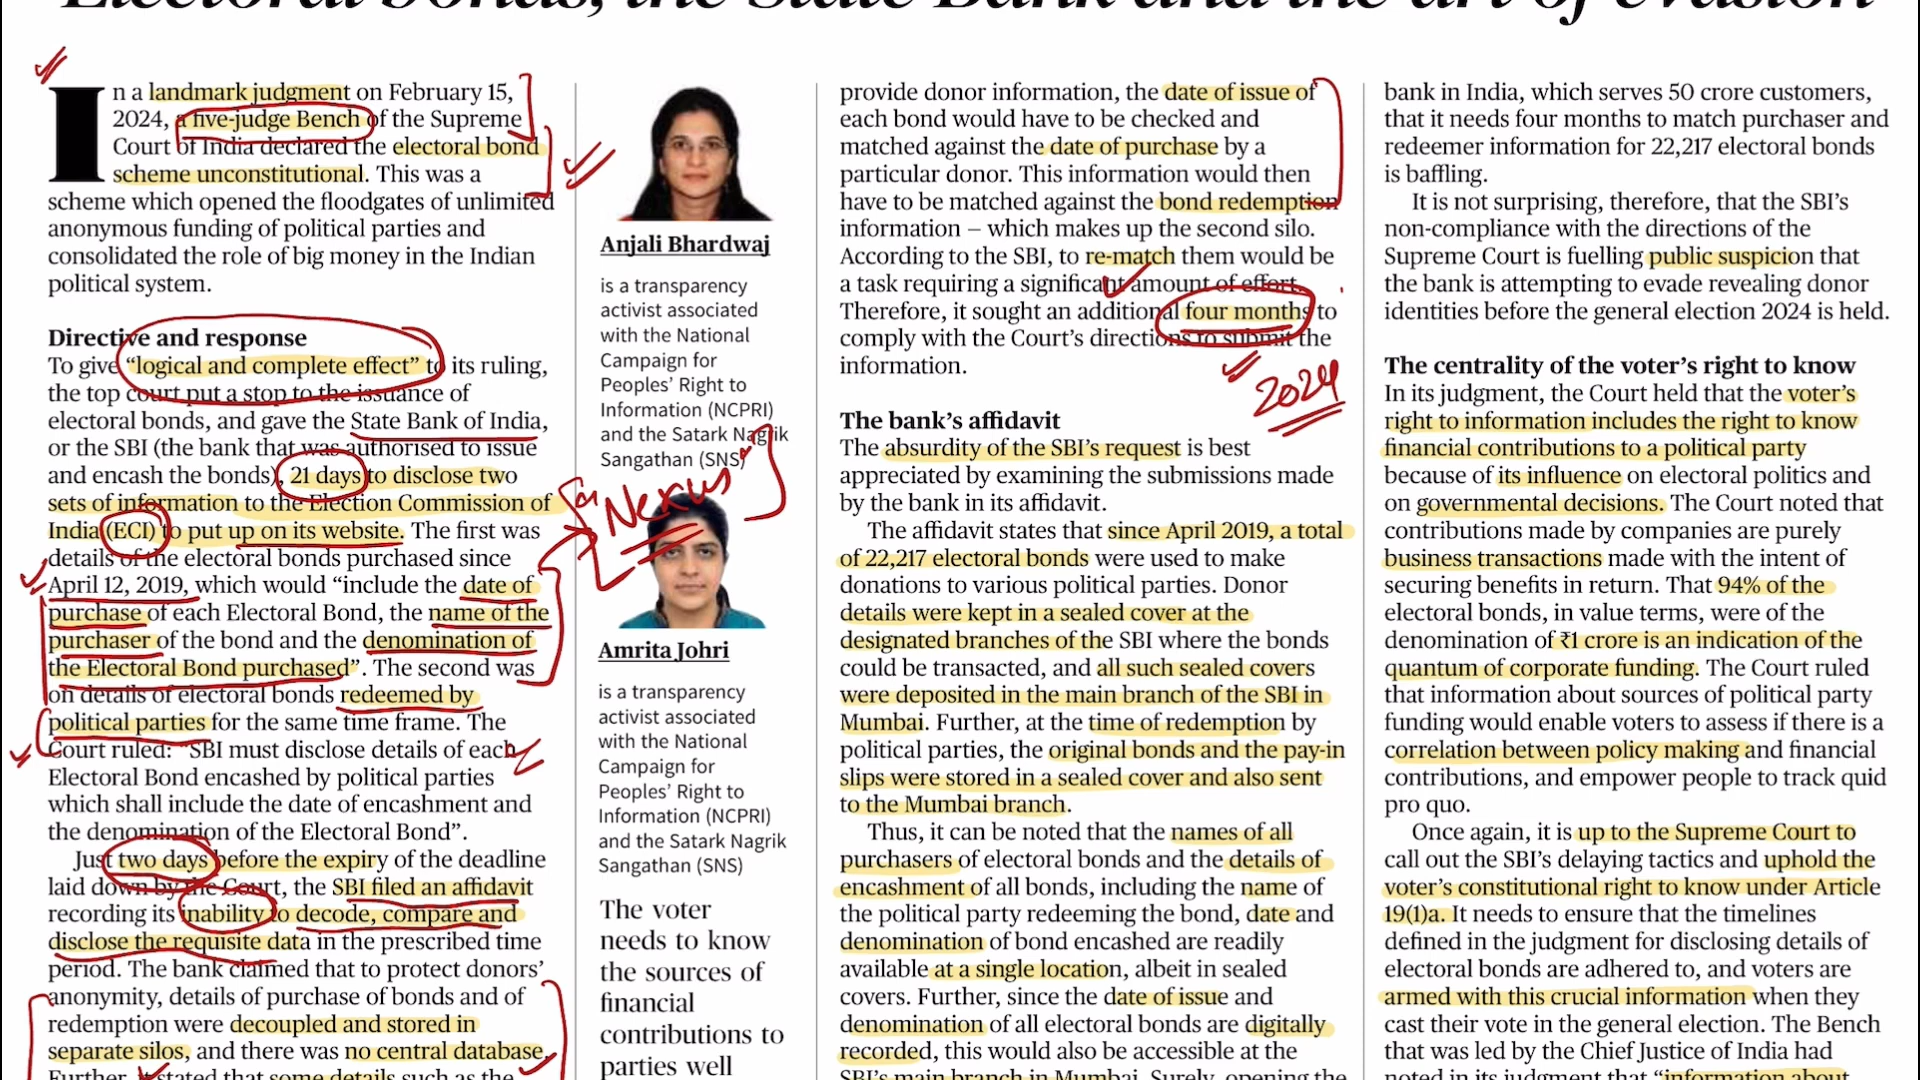 Electoral bonds, the State Bank and the art of evasion
In a landmark judgment on February 15,
2024, a five-judge Bench of the Supreme
Court of India declared the electoral bond
scheme unconstitutional. This was a
scheme which opened the floodgates of unlimited
anonymous funding of political parties and
consolidated the role of big money in the Indian
political system.
Directive and response
To give “logical and complete effect” to its ruling,
the top court put a stop to the issuance of
electoral bonds, and gave the State Bank of India,
or the SBI (the bank that was authorised to issue
and encash the bonds), 21 days to disclose two
sets of information to the Election Commission of
India (ECI) to put up on its website. The first was
details of the electoral bonds purchased since
April 12, 2019, which would “include the date of
purchase of each Electoral Bond, the name of the
purchaser of the bond and the denomination of
the Electoral Bond purchased”. The second was
on details of electoral bonds redeemed by
political parties for the same time frame. The
Court ruled: “SBI must disclose details of each
Electoral Bond encashed by political parties
which shall include the date of encashment and
the denomination of the Electoral Bond”.
Just two days before the expiry of the deadline
laid down by the Court, the SBI filed an affidavit
recording its inability to decode, compare and
disclose the requisite data in the prescribed time
period. The bank claimed that to protect donors’
anonymity, details of purchase of bonds and of
redemption were decoupled and stored in
separate silos, and there was no central database.
Further, it stated that some details such as the
Anjali Bhardwaj
is a transparency
activist associated
with the National
Campaign for
Peoples’ Right to
Information (NCPRI)
and the Satark Nagrik
Sangathan (SNS)
Nexus
Amrita Johri
is a transparency
activist associated
with the National
Campaign for
Peoples’ Right to
Information (NCPRI)
and the Satark Nagrik
Sangathan (SNS)
The voter
needs to know
the sources of
financial
contributions to
parties well
provide donor information, the date of issue of
each bond would have to be checked and
matched against the date of purchase by a
particular donor. This information would then
have to be matched against the bond redemption
information – which makes up the second silo.
According to the SBI, to re-match them would be
a task requiring a significant amount of effort.
Therefore, it sought an additional four months to
comply with the Court’s directions to submit the
information.
2024
The bank’s affidavit
The absurdity of the SBI’s request is best
appreciated by examining the submissions made
by the bank in its affidavit.
The affidavit states that since April 2019, a total
of 22,217 electoral bonds were used to make
donations to various political parties. Donor
details were kept in a sealed cover at the
designated branches of the SBI where the bonds
could be transacted, and all such sealed covers
were deposited in the main branch of the SBI in
Mumbai. Further, at the time of redemption by
political parties, the original bonds and the pay-in
slips were stored in a sealed cover and also sent
to the Mumbai branch.
Thus, it can be noted that the names of all
purchasers of electoral bonds and the details of
encashment of all bonds, including the name of
the political party redeeming the bond, date and
denomination of bond encashed are readily
available at a single location, albeit in sealed
covers. Further, since the date of issue and
denomination of all electoral bonds are digitally
recorded, this would also be accessible at the
SBI’s main branch in Mumbai. Surely, opening the
bank in India, which serves 50 crore customers,
that it needs four months to match purchaser and
redeemer information for 22,217 electoral bonds
is baffling.
It is not surprising, therefore, that the SBI’s
non-compliance with the directions of the
Supreme Court is fuelling public suspicion that
the bank is attempting to evade revealing donor
identities before the general election 2024 is held.
The centrality of the voter’s right to know
In its judgment, the Court held that the voter’s
right to information includes the right to know
financial contributions to a political party
because of its influence on electoral politics and
on governmental decisions. The Court noted that
contributions made by companies are purely
business transactions made with the intent of
securing benefits in return. That 94% of the
electoral bonds, in value terms, were of the
denomination of ₹1 crore is an indication of the
quantum of corporate funding. The Court ruled
that information about sources of political party
funding would enable voters to assess if there is a
correlation between policy making and financial
contributions, and empower people to track quid
pro quo.
Once again, it is up to the Supreme Court to
call out the SBI’s delaying tactics and uphold the
voter’s constitutional right to know under Article
19(1)a. It needs to ensure that the timelines
defined in the judgment for disclosing details of
electoral bonds are adhered to, and voters are
armed with this crucial information when they
cast their vote in the general election. The Bench
that was led by the Chief Justice of India had
noted in its judgment that “information about